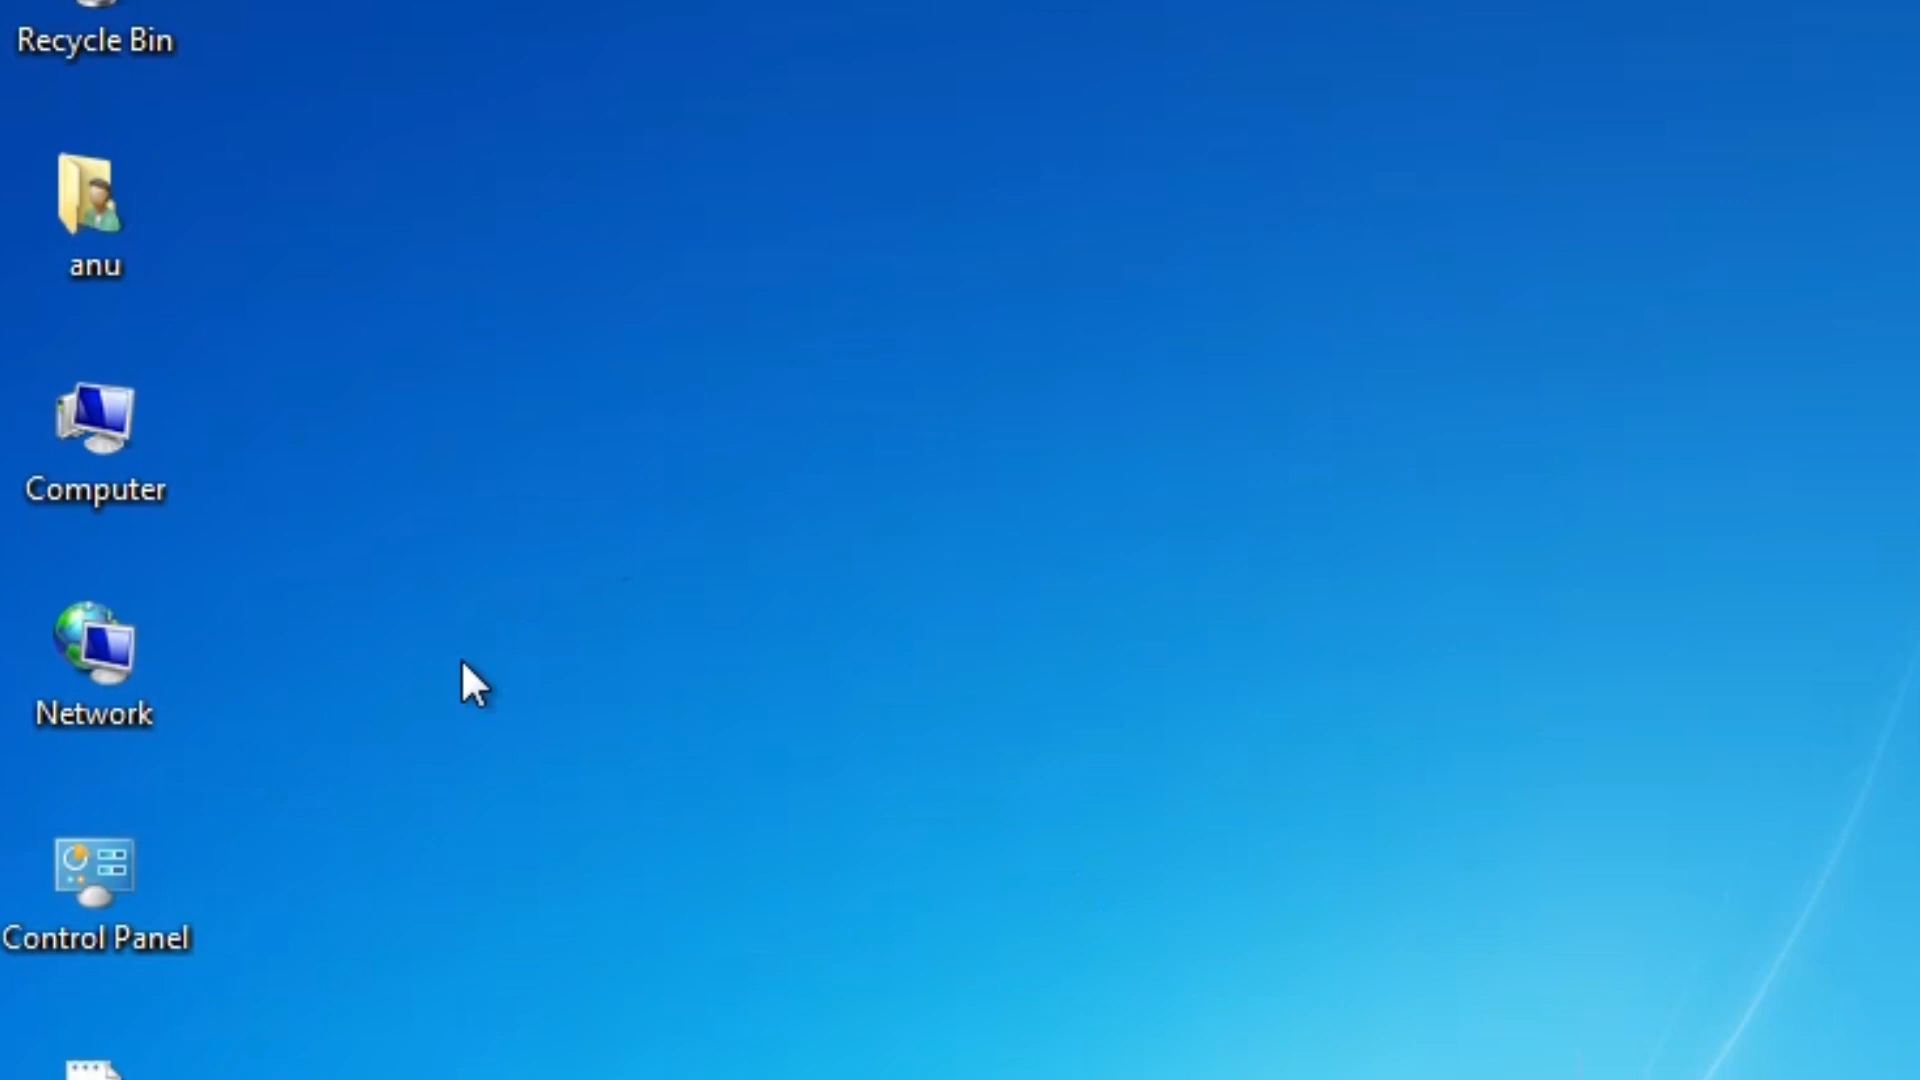 Recycle Bin
anu
Computer
Network
Control Panel